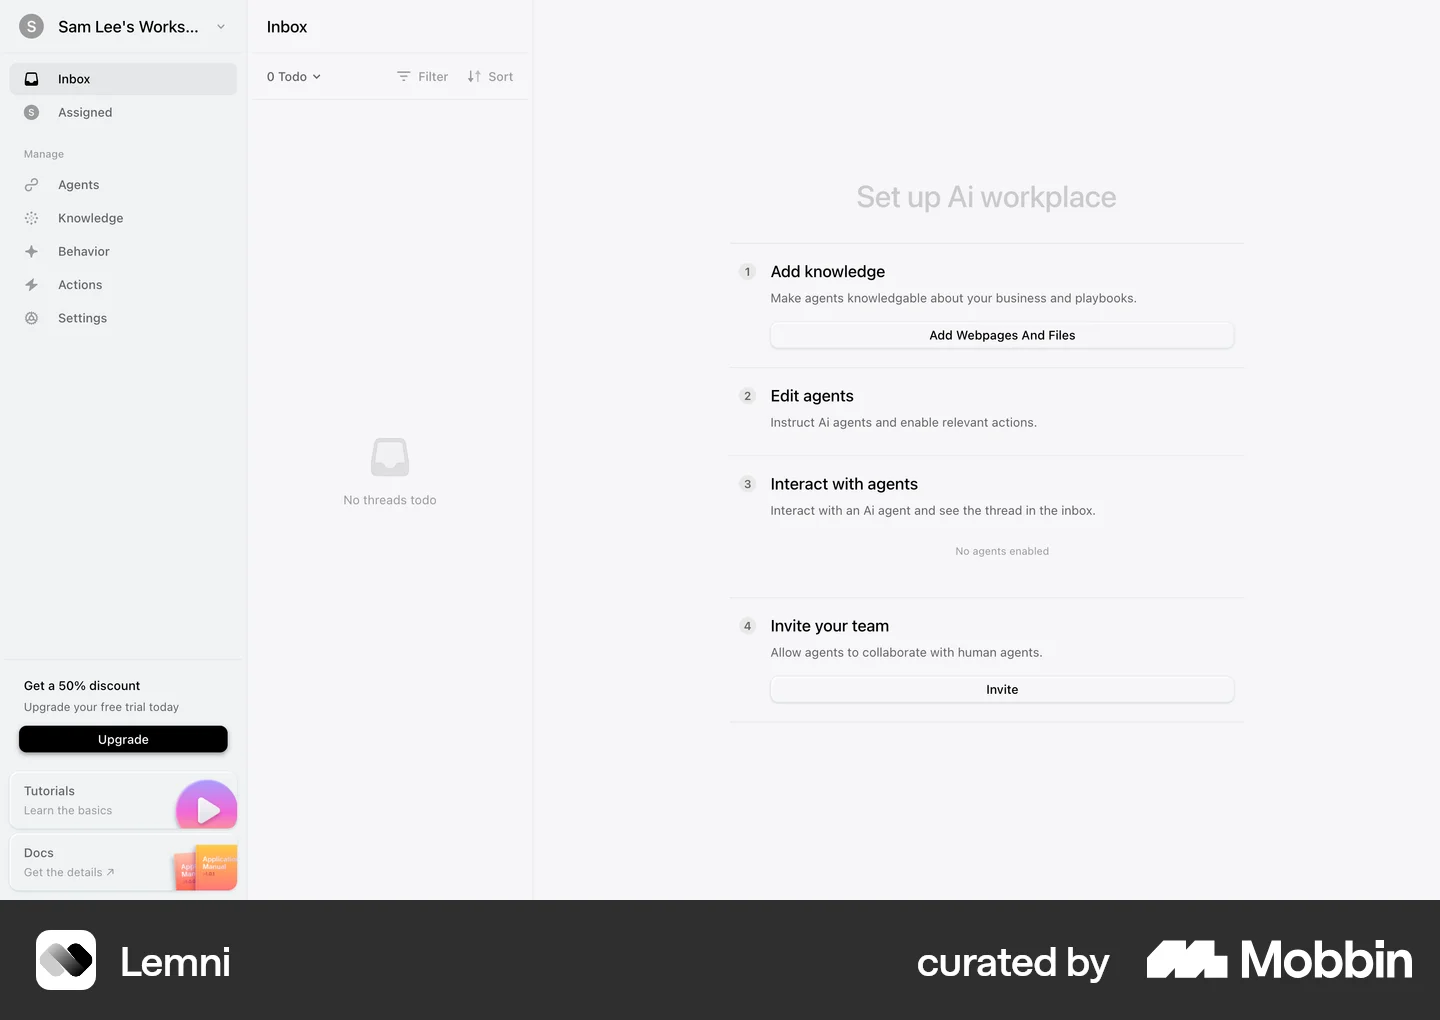 S
Sam Lee's Works...
Inbox
S
Assigned
Manage
Agents
Knowledge
Behavior
Actions
Settings
Get a 50% discount
Upgrade your free trial today
Upgrade
Tutorials
Learn the basics
Docs
Get the details ↗
Application
Manual
Inbox
0 Todo
Filter
Sort
No threads todo
Set up Ai workplace
1
Add knowledge
Make agents knowledgable about your business and playbooks.
Add Webpages And Files
2
Edit agents
Instruct Ai agents and enable relevant actions.
3
Interact with agents
Interact with an Ai agent and see the thread in the inbox.
No agents enabled
4
Invite your team
Allow agents to collaborate with human agents.
Invite
Lemni
curated by
Mobbin